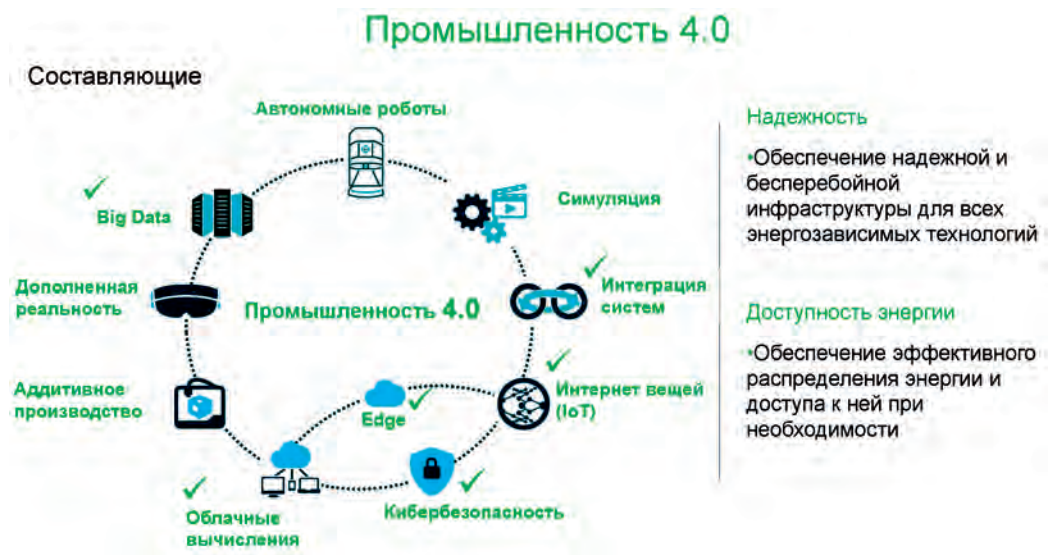 Промышленность 4.0
Составляющие
Автономные роботы
Big Data
Симуляция
Дополненная
реальность
Промышленность 4.0
Интеграция
систем
Аддитивное
производство
Edge
Интернет вещей
(IoT)
Облачные
вычисления
Кибербезопасность
Надежность
•Обеспечение надежной и
бесперебойной
инфраструктуры для всех
энергозависимых технологий
Доступность энергии
•Обеспечение эффективного
распределения энергии и
доступа к ней при
необходимости